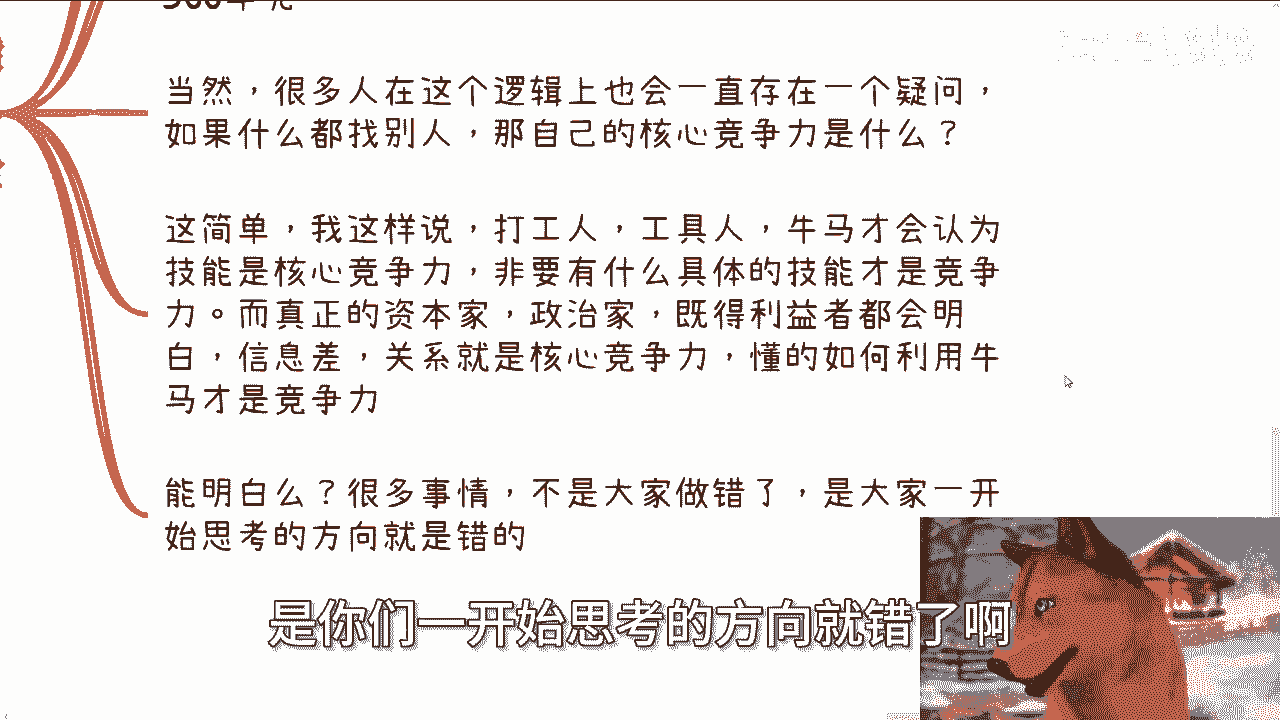 当然，很多人在这个逻辑上也会一直存在一个疑问，
如果什么都找别人，那自己的核心竞争力是什么？
这简单，我这样说，打工人，工具人，牛马才会认为
技能是核心竞争力，非要有什么具体的技能才是竞争
力。而真正的资本家，政治家，既得利益者都会明
白，信息差，关系就是核心竞争力，懂的如何利用牛
马才是竞争力
能明白么？很多事情，不是大家做错了，是大家一开
始思考的方向就是错的
是你们一开始思考的方向就错了啊